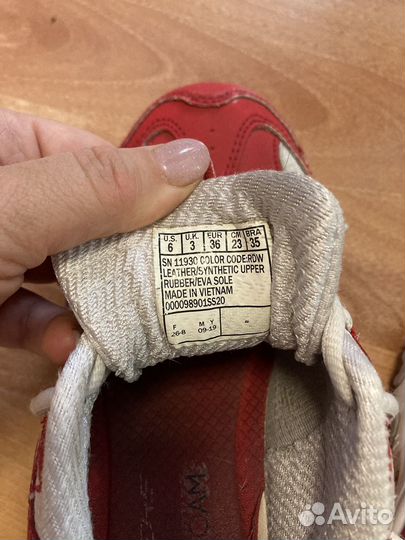 U.S. U.K. EUR CM BRA
6 3 36 23 35
SN 11930 COLOR CODE:RDW
LEATHER/SYNTHETIC UPPER
RUBBER/EVA SOLE
MADE IN VIETNAM
000098901SS20
F M Y
26-B 09-19
OAM
Avito